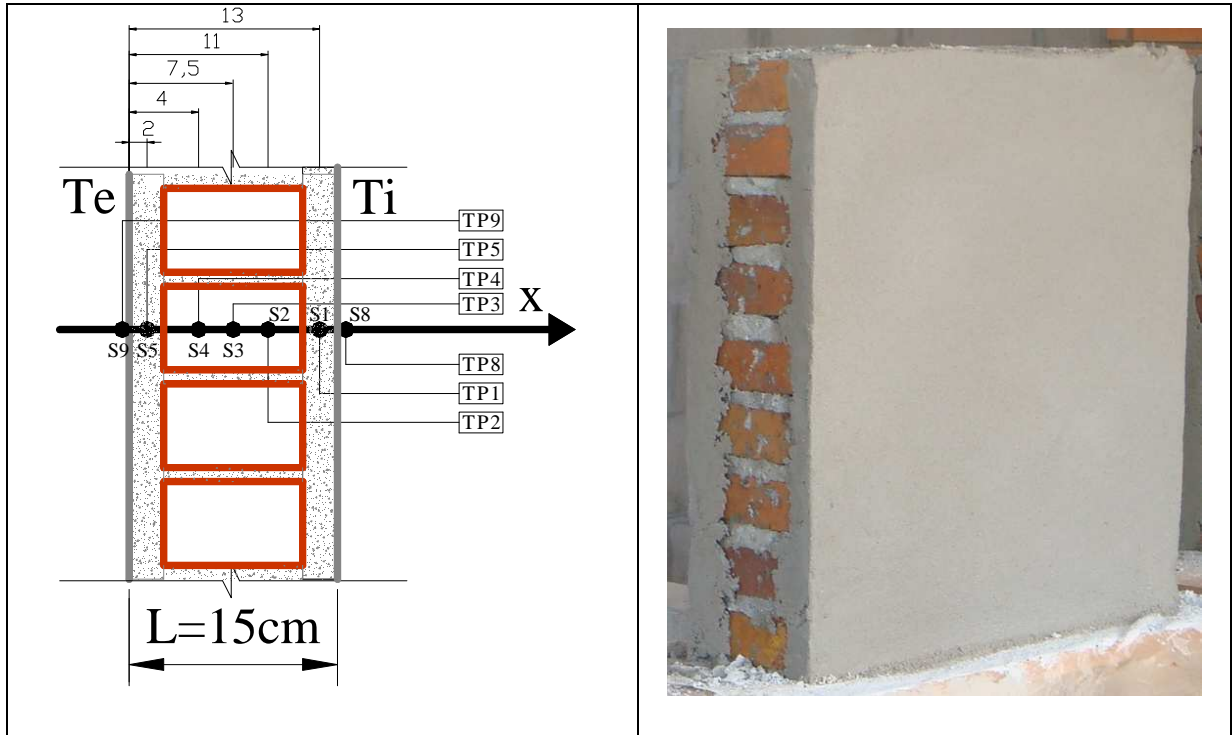 13
11
7,5
4
2
Te
Ti
TP9
TP5
TP4
TP3
X
S9
S5
S4
S3
S2
S1
S8
TP8
TP1
TP2
L=15cm